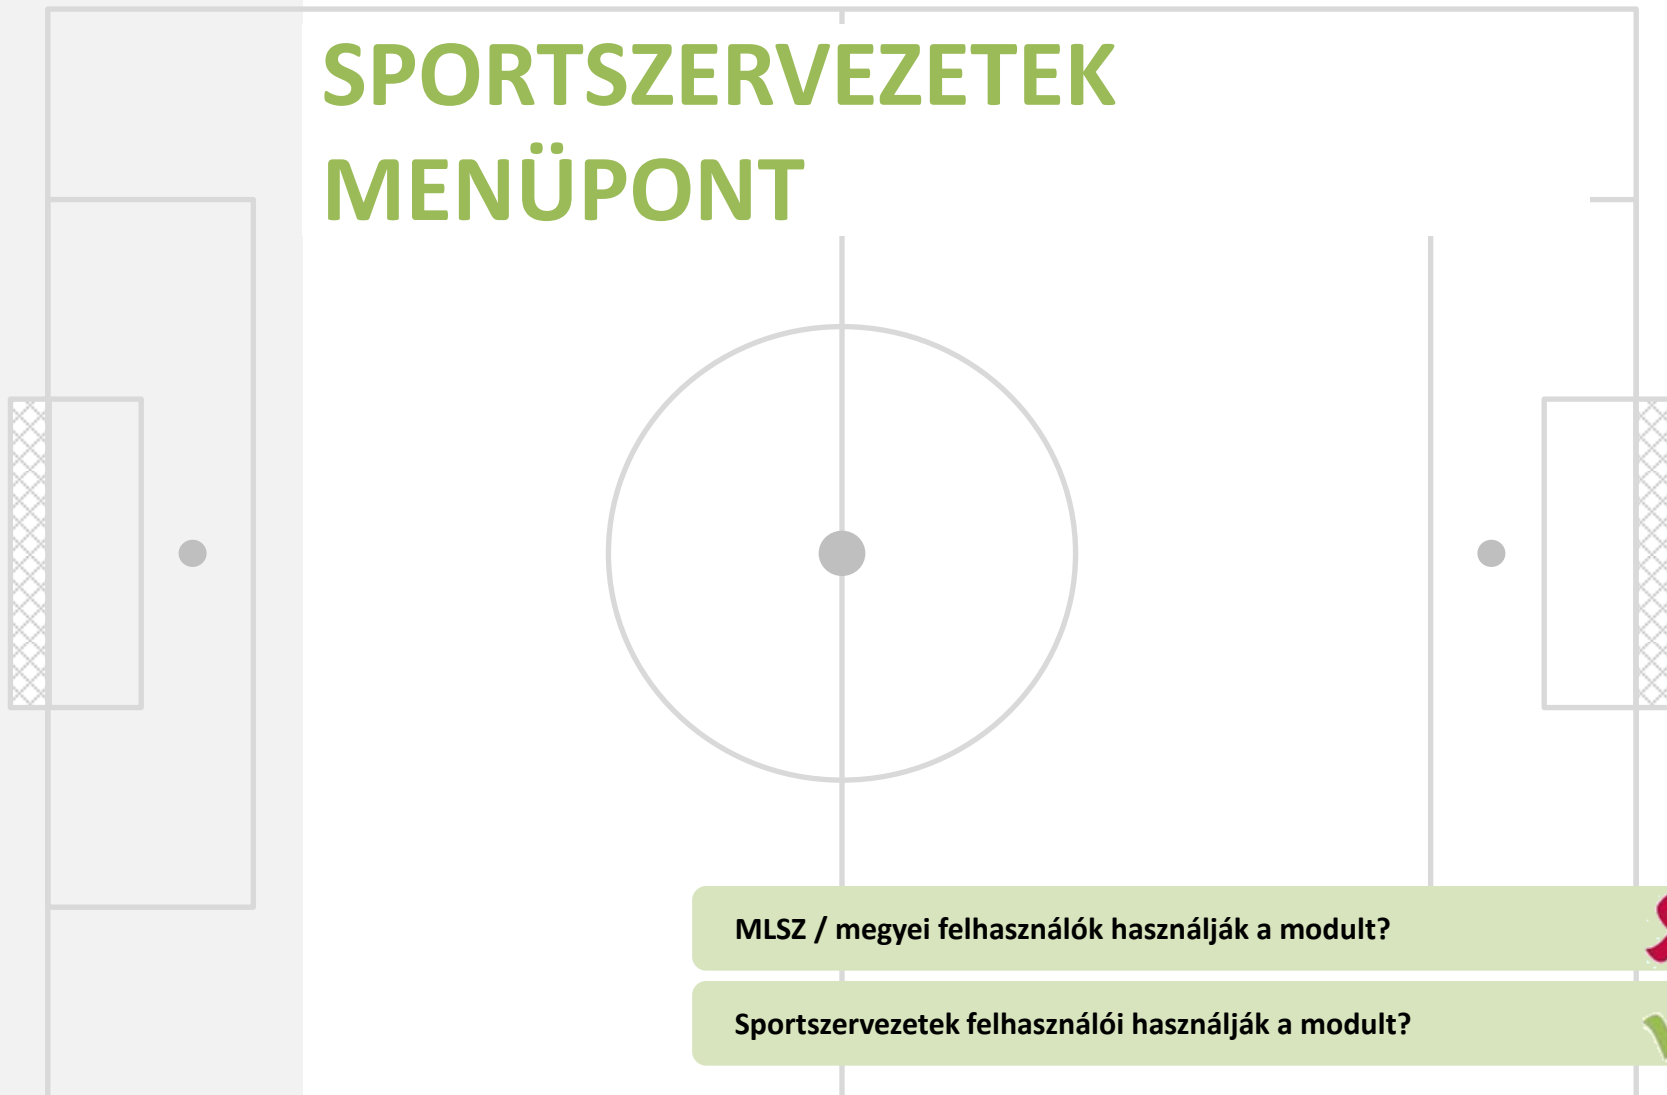 SPORTSZERVEZETEK
MENÜPONT
MLSZ / megyei felhasználók használják a modult?
Sportszervezetek felhasználói használják a modult?